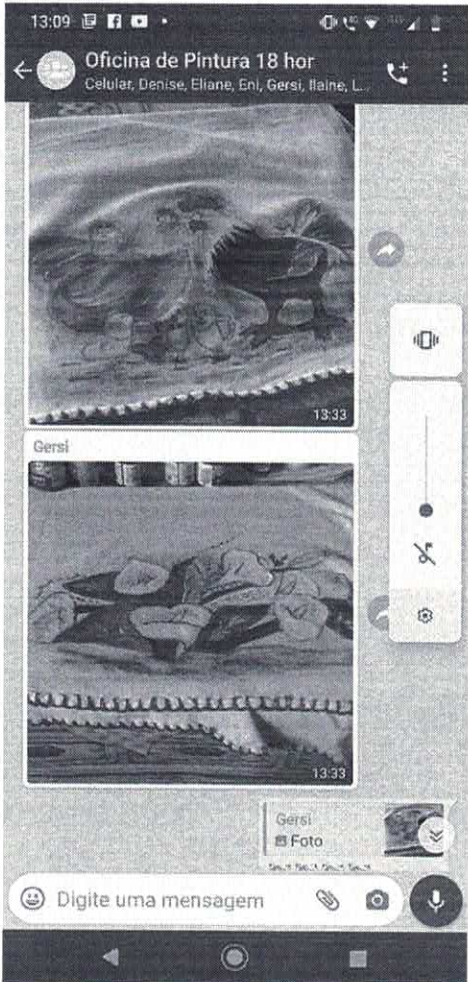 13:09
Oficina de Pintura 18 hor
Celular, Denise, Eliane, Eni, Gersi, Ilaine, L...
13:33
Gersi
13:33
Gersi
Foto
Digite uma mensagem